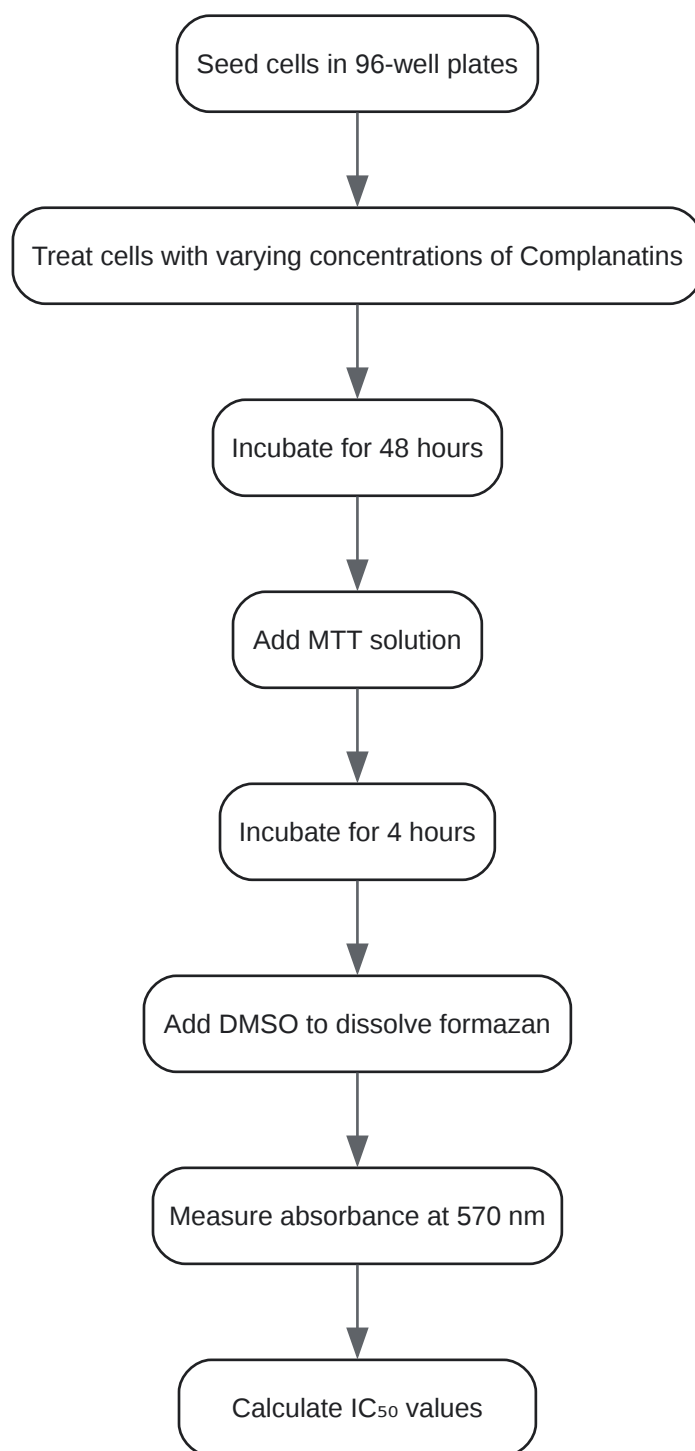 Seed cells in 96-well plates
Treat cells with varying concentrations of Complanatins
Incubate for 48 hours
Add MTT solution
Incubate for 4 hours
Add DMSO to dissolve formazan
Measure absorbance at 570 nm
Calculate IC₅₀ values